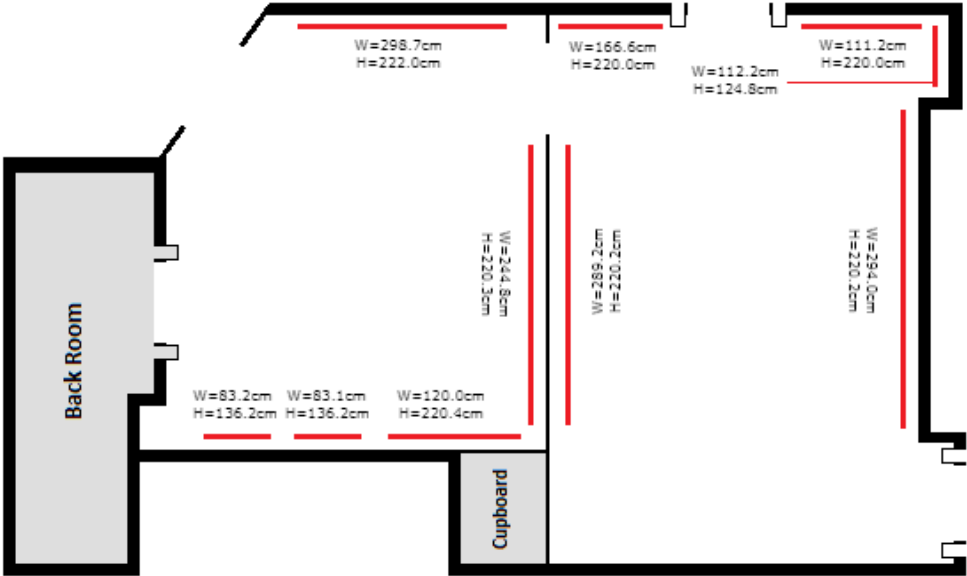 W=298.7cm
H=222.0cm
W=166.6cm
H=220.0cm
W=111.2cm
H=220.0cm
W=112.2cm
H=124.8cm
W=244.8cm
H=220.3cm
W=289.2cm
H=220.2cm
W=294.0cm
H=220.2cm
Back Room
W=83.2cm
H=136.2cm
W=83.1cm
H=136.2cm
W=120.0cm
H=220.4cm
Cupboard